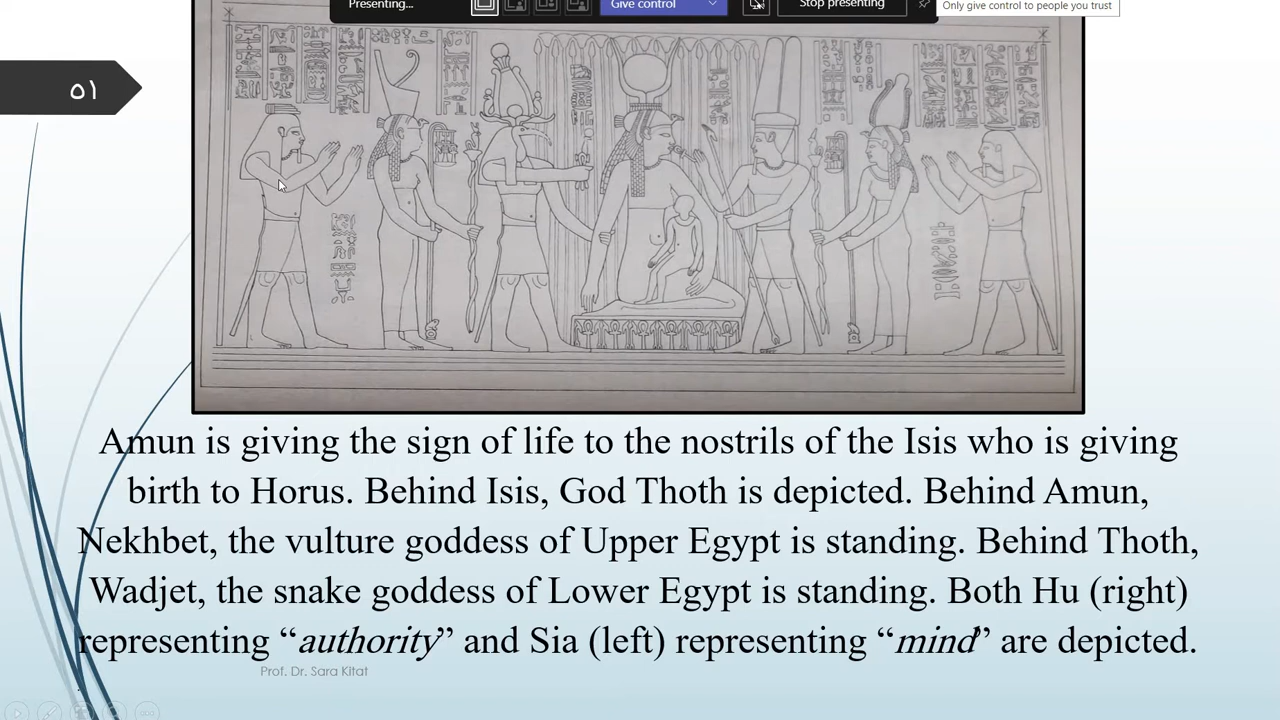 Presenting...
Give control
Stop presenting
Only give control to people you trust
٥١
Amun is giving the sign of life to the nostrils of the Isis who is giving
birth to Horus. Behind Isis, God Thoth is depicted. Behind Amun,
Nekhbet, the vulture goddess of Upper Egypt is standing. Behind Thoth,
Wadjet, the snake goddess of Lower Egypt is standing. Both Hu (right)
representing “authority” and Sia (left) representing “mind” are depicted.
Prof. Dr. Sara Kitat